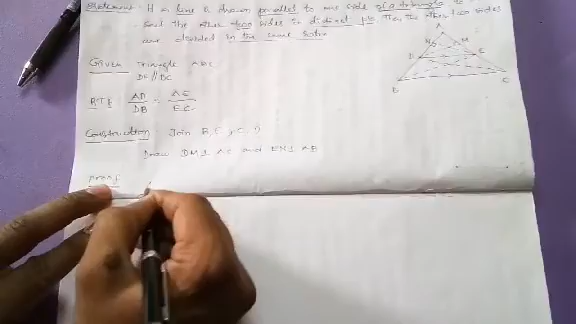 Statement: If a line is drawn parallel to one side of a triangle to
the other two sides in distinct pts then the other two sides
are divided in the same ratio
Given Triangle ABC
DE || BC
RTP AD/DB = AE/EC
Construction Join B, E & C, D
Draw DM⊥ AC and EN⊥ AB
Proof
A
N M
D E
B C